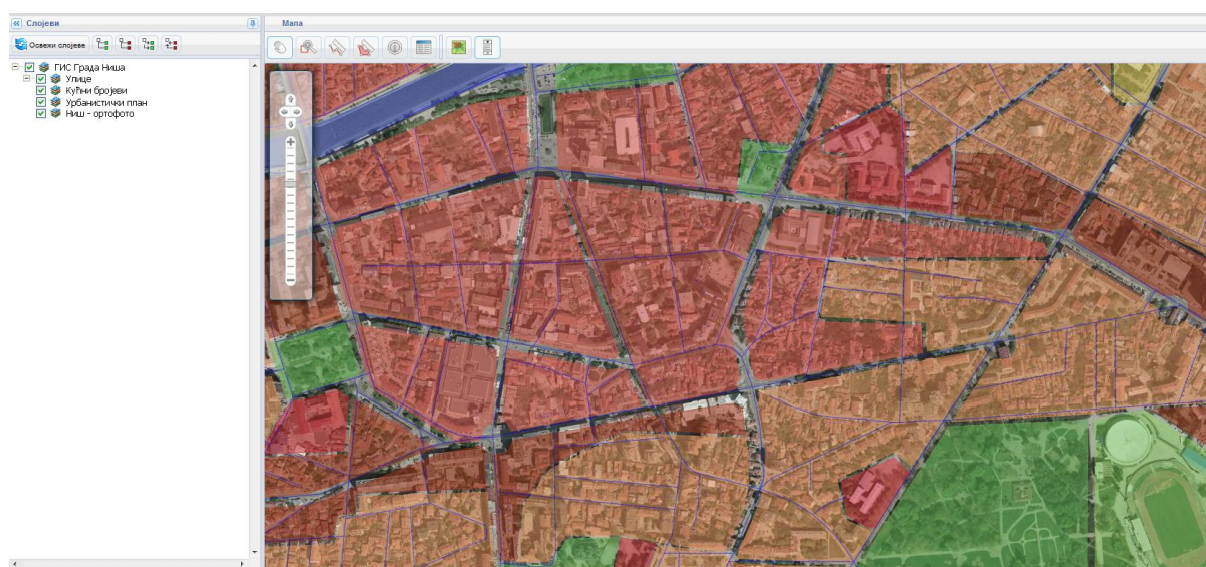 Слојеви
Мапа
Освежи слојеве
ГИС Града Ниша
Улице
Кућни бројеви
Урбанистички план
Ниш - ортофото